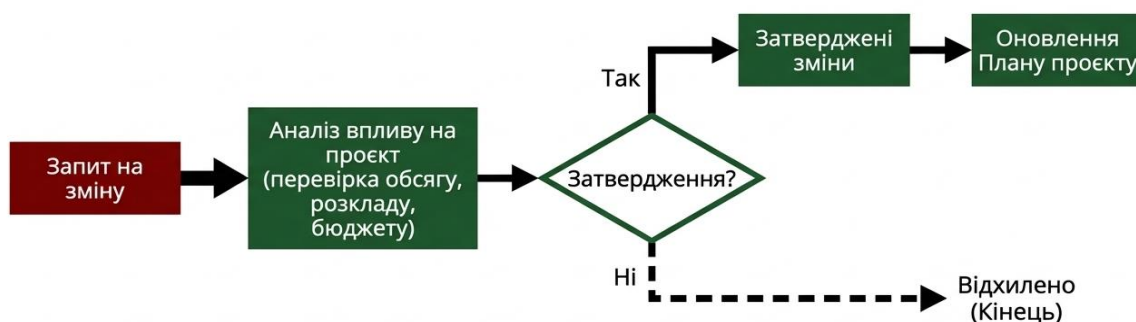 Запит на
зміну
Аналіз впливу на
проєкт
(перевірка обсягу,
розкладу,
бюджету)
Затвердження?
Так
Затверджені
зміни
Оновлення
Плану проєкту
Ні
Відхилено
(Кінець)